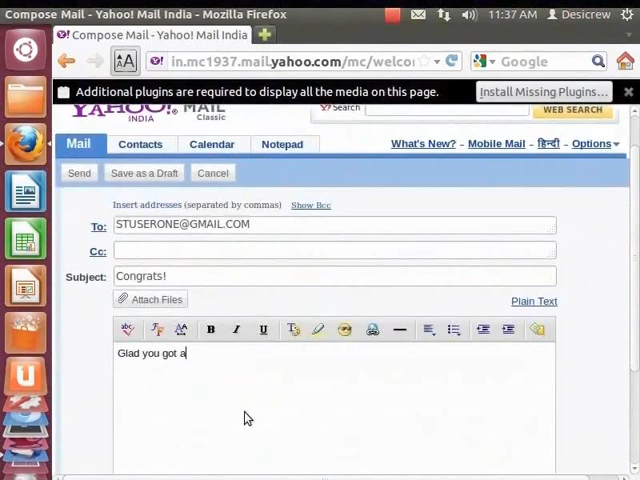 Compose Mail - Yahoo! Mail India - Mozilla Firefox
11:37 AM
Desicrew
Compose Mail - Yahoo! Mail India
in.mc1937.mail.yahoo.com/mc/welco
Google
Additional plugins are required to display all the media on this page.
Install Missing Plugins...
YAHOO! MAIL
INDIA
Classic
Search
WEB SEARCH
Mail
Contacts
Calendar
Notepad
What's New? - Mobile Mail - हिन्दी - Options
Send
Save as a Draft
Cancel
Insert addresses (separated by commas)
Show Bcc
To:
STUSERONE@GMAIL.COM
Cc:
Subject:
Congrats!
Attach Files
Plain Text
B I U
Glad you got a